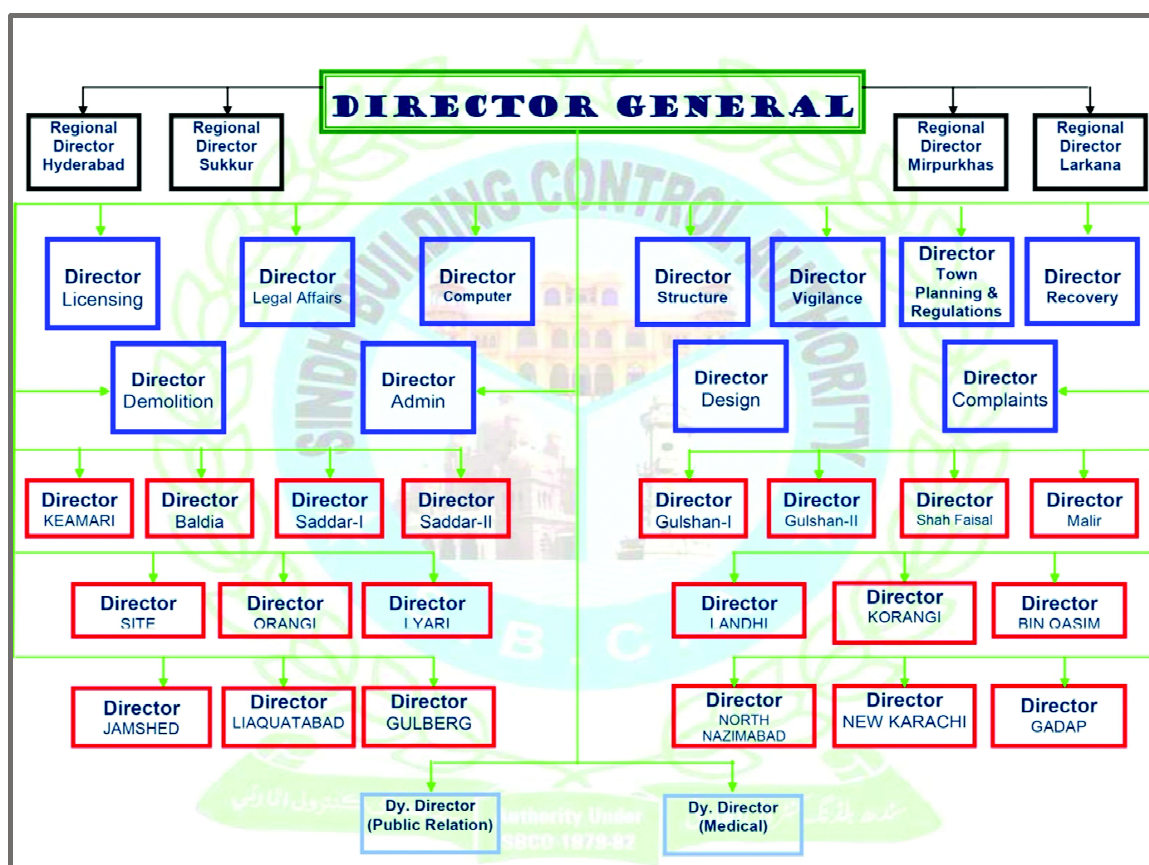 DIRECTOR GENERAL
Regional
Director
Hyderabad
Regional
Director
Sukkur
Regional
Director
Mirpurkhas
Regional
Director
Larkana
SINDH BUILDING CONTROL AUTHORITY
Director
Licensing
Director
Legal Affairs
Director
Computer
Director
Structure
Director
Vigilance
Director
Town
Planning &
Regulations
Director
Recovery
Director
Demolition
Director
Admin
Director
Design
Director
Complaints
Director
KEAMARI
Director
Baldia
Director
Saddar-I
Director
Saddar-II
Director
Gulshan-I
Director
Gulshan-II
Director
Shah Faisal
Director
Malir
Director
SITE
Director
ORANGI
Director
LYARI
Director
LANDHI
Director
KORANGI
Director
BIN QASIM
B. C.
Director
JAMSHED
Director
LIAQUATABAD
Director
GULBERG
Director
NORTH
NAZIMABAD
Director
NEW KARACHI
Director
GADAP
Dy. Director
(Public Relation)
Dy. Director
(Medical)
Authority Under
SBCO 1979-82